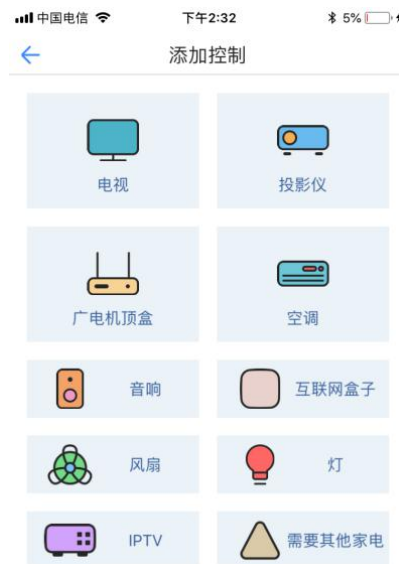 中国电信 下午2:32 5%
添加控制
电视 投影仪
广电机顶盒 空调
音响 互联网盒子
风扇 灯
IPTV 需要其他家电